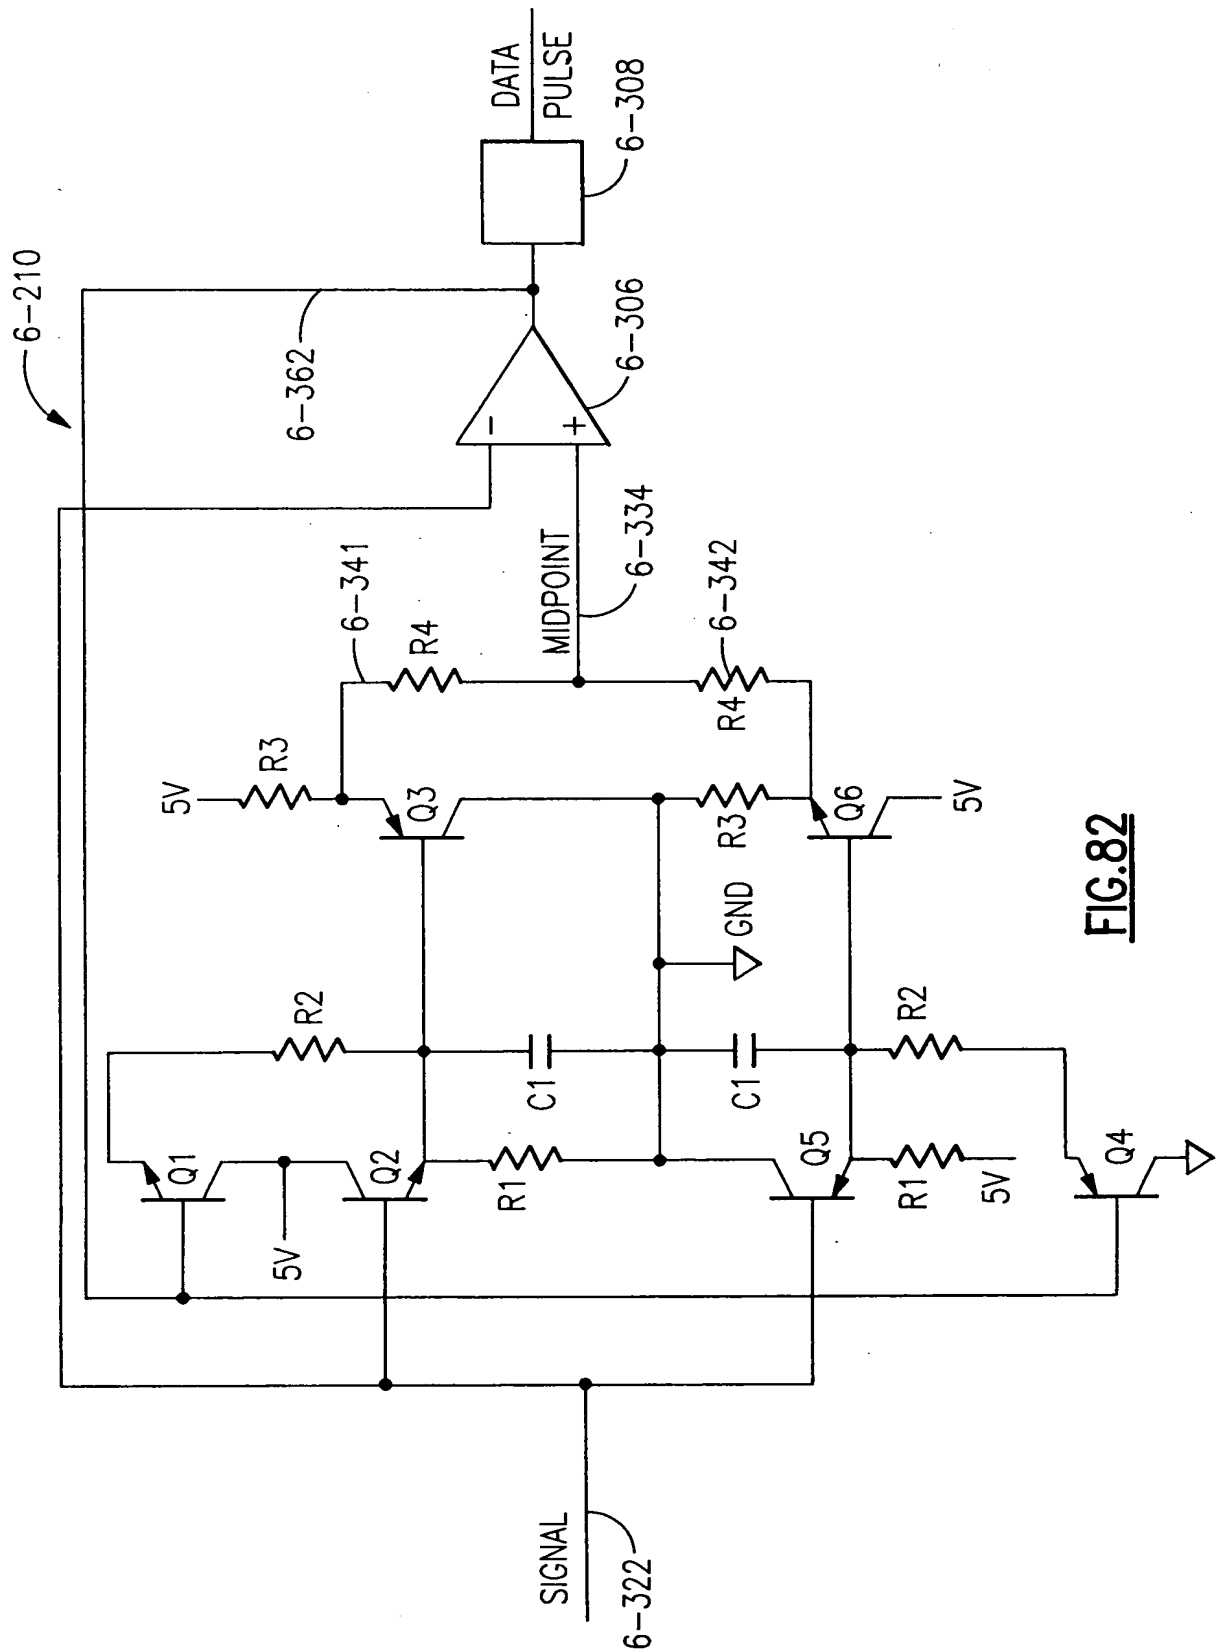 6-210
6-362
DATA
PULSE
6-308
-
+
6-306
6-341
R4
MIDPOINT
6-334
6-342
R4
5V
R3
Q3
R3
Q6
5V
GND
R2
C1
C1
R2
Q1
5V
Q2
R1
Q5
R1
5V
Q4
SIGNAL
6-322
FIG.82